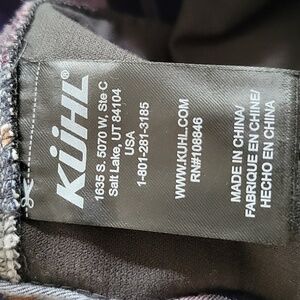 KÜHL®
1635 S. 5070 W, Ste C
Salt Lake, UT 84104
USA
1-801-281-3185
WWW.KUHL.COM
RN#108846
MADE IN CHINA/
FABRIQUE EN CHINE/
HECHO EN CHINA